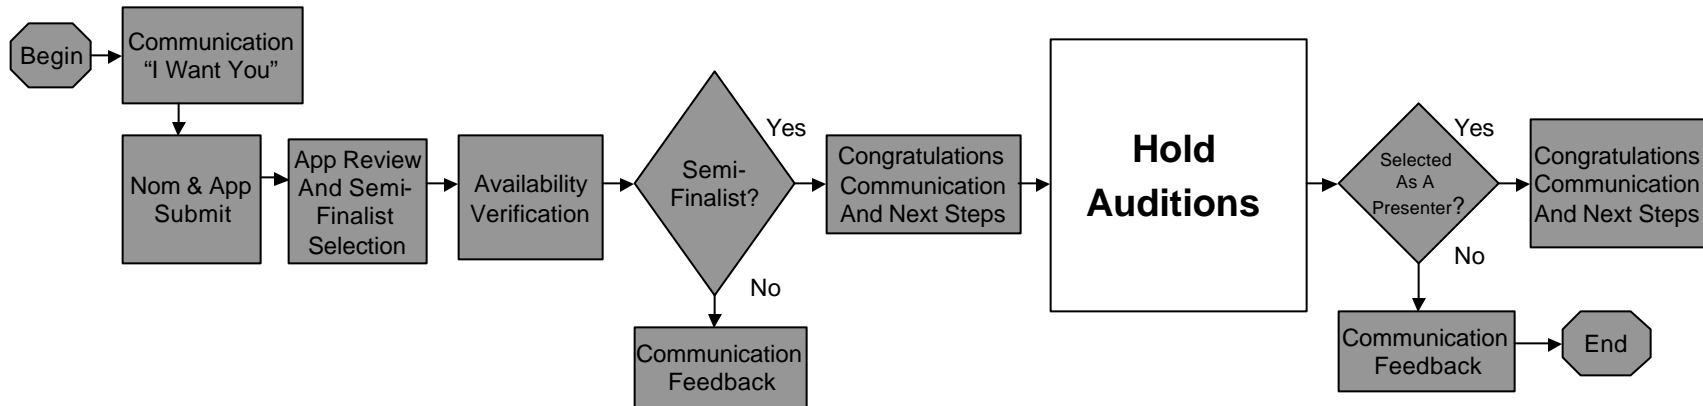 Begin
Communication
“I Want You”
Nom & App
Submit
App Review
And Semi-
Finalist
Selection
Availability
Verification
Semi-
Finalist?
Yes
No
Communication
Feedback
Congratulations
Communication
And Next Steps
Hold
Auditions
Selected
As A
Presenter?
Yes
No
Congratulations
Communication
And Next Steps
Communication
Feedback
End